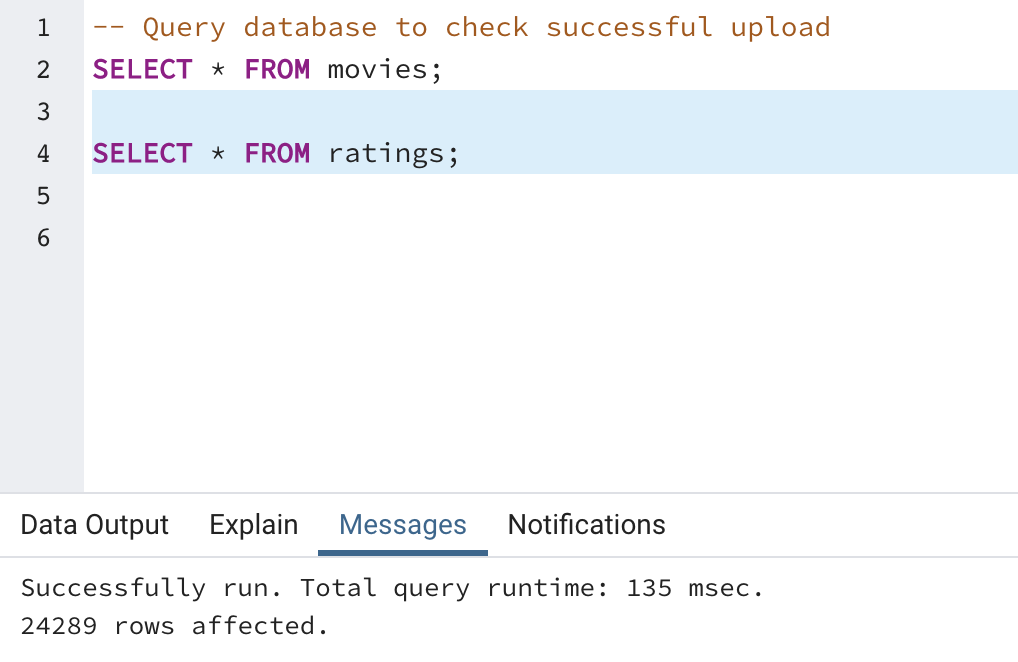 1 -- Query database to check successful upload
2 SELECT * FROM movies;
3
4 SELECT * FROM ratings;
5
6
Data Output Explain Messages Notifications
Successfully run. Total query runtime: 135 msec.
24289 rows affected.